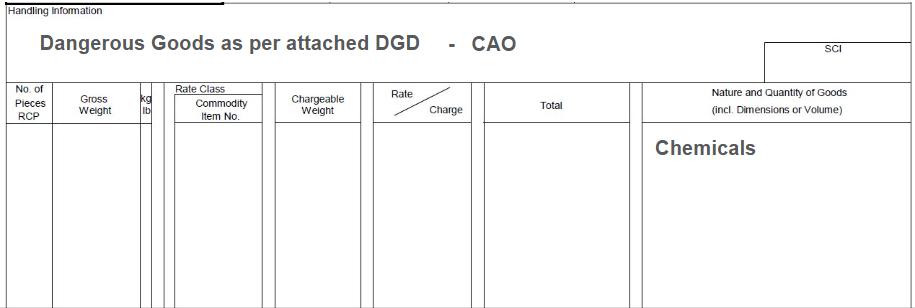 Handling Information
Dangerous Goods as per attached DGD - CAO
SCI
No. of
Pieces
RCP
Gross
Weight
kg
lb
Rate Class
Commodity
Item No.
Chargeable
Weight
Rate
Charge
Total
Nature and Quantity of Goods
(incl. Dimensions or Volume)
Chemicals